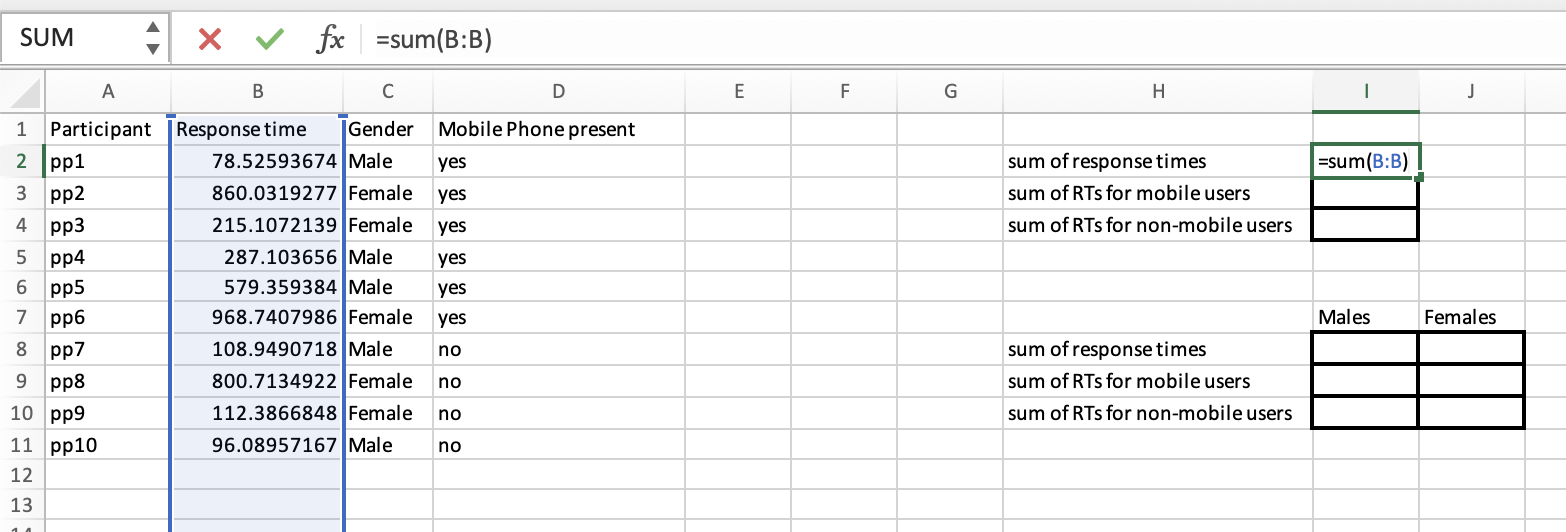 SUM fx =sum(B:B)
A B C D E F G H I J
1 Participant Response time Gender Mobile Phone present
2 pp1 78.52593674 Male yes sum of response times =sum(B:B)
3 pp2 860.0319277 Female yes sum of RTs for mobile users
4 pp3 215.1072139 Female yes sum of RTs for non-mobile users
5 pp4 287.103656 Male yes
6 pp5 579.359384 Male yes
7 pp6 968.7407986 Female yes Males Females
8 pp7 108.9490718 Male no sum of response times
9 pp8 800.7134922 Female no sum of RTs for mobile users
10 pp9 112.3866848 Female no sum of RTs for non-mobile users
11 pp10 96.08957167 Male no
12
13